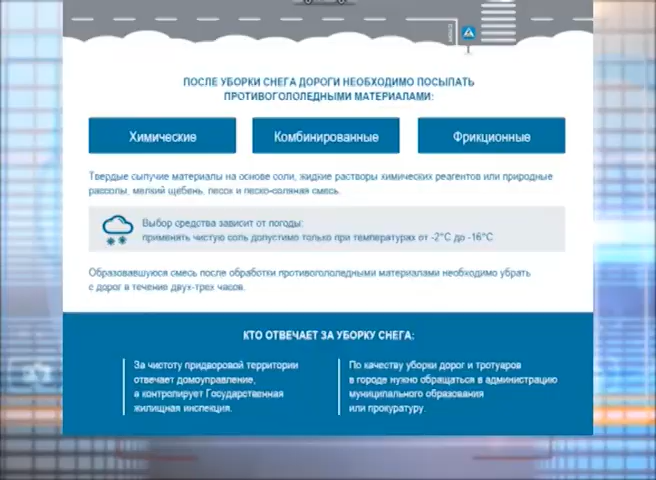 ПОСЛЕ УБОРКИ СНЕГА ДОРОГИ НЕОБХОДИМО ПОСЫПАТЬ
ПРОТИВОГОЛОЛЕДНЫМИ МАТЕРИАЛАМИ:
Химические
Комбинированные
Фрикционные
Твердые сыпучие материалы на основе соли, жидкие растворы химических реагентов или природные
рассолы, мелкий щебень, песок и песко-соляная смесь.
Выбор средства зависит от погоды:
применять чистую соль допустимо только при температурах от -2°C до -16°C
Образовавшуюся смесь после обработки противогололедными материалами необходимо убрать
с дорог в течение двух-трех часов.
КТО ОТВЕЧАЕТ ЗА УБОРКУ СНЕГА:
За чистоту придворовой территории
отвечает домоуправление,
а контролирует Государственная
жилищная инспекция.
По качеству уборки дорог и тротуаров
в городе нужно обращаться в администрацию
муниципального образования
или прокуратуру.